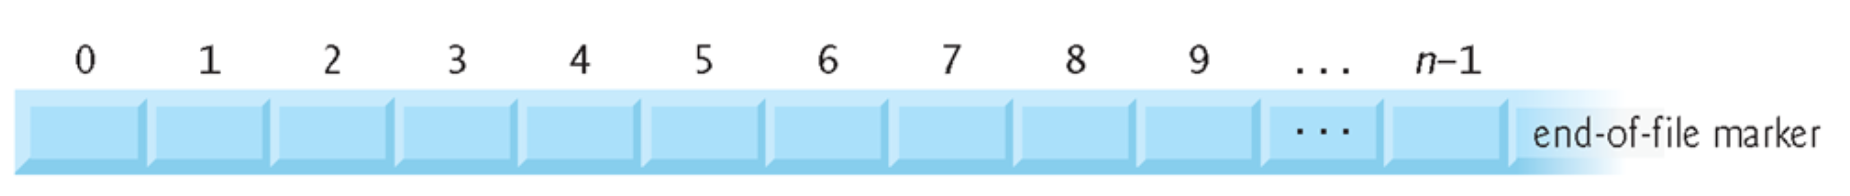 0 1 2 3 4 5 6 7 8 9 ... n–1
... end-of-file marker